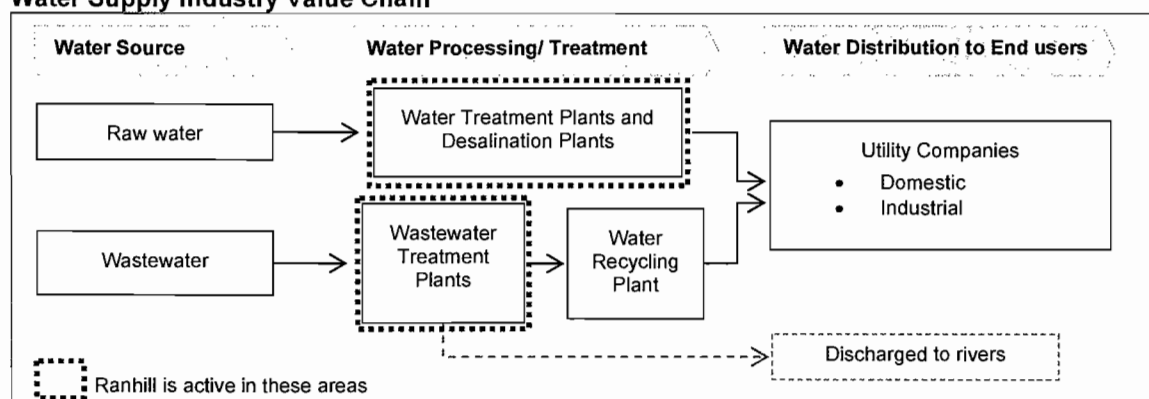 Water Supply Industry Value Chain
Water Source
Water Processing/ Treatment
Water Distribution to End users
Raw water
Water Treatment Plants and
Desalination Plants
Utility Companies
• Domestic
• Industrial
Wastewater
Wastewater
Treatment
Plants
Water
Recycling
Plant
Discharged to rivers
Ranhill is active in these areas